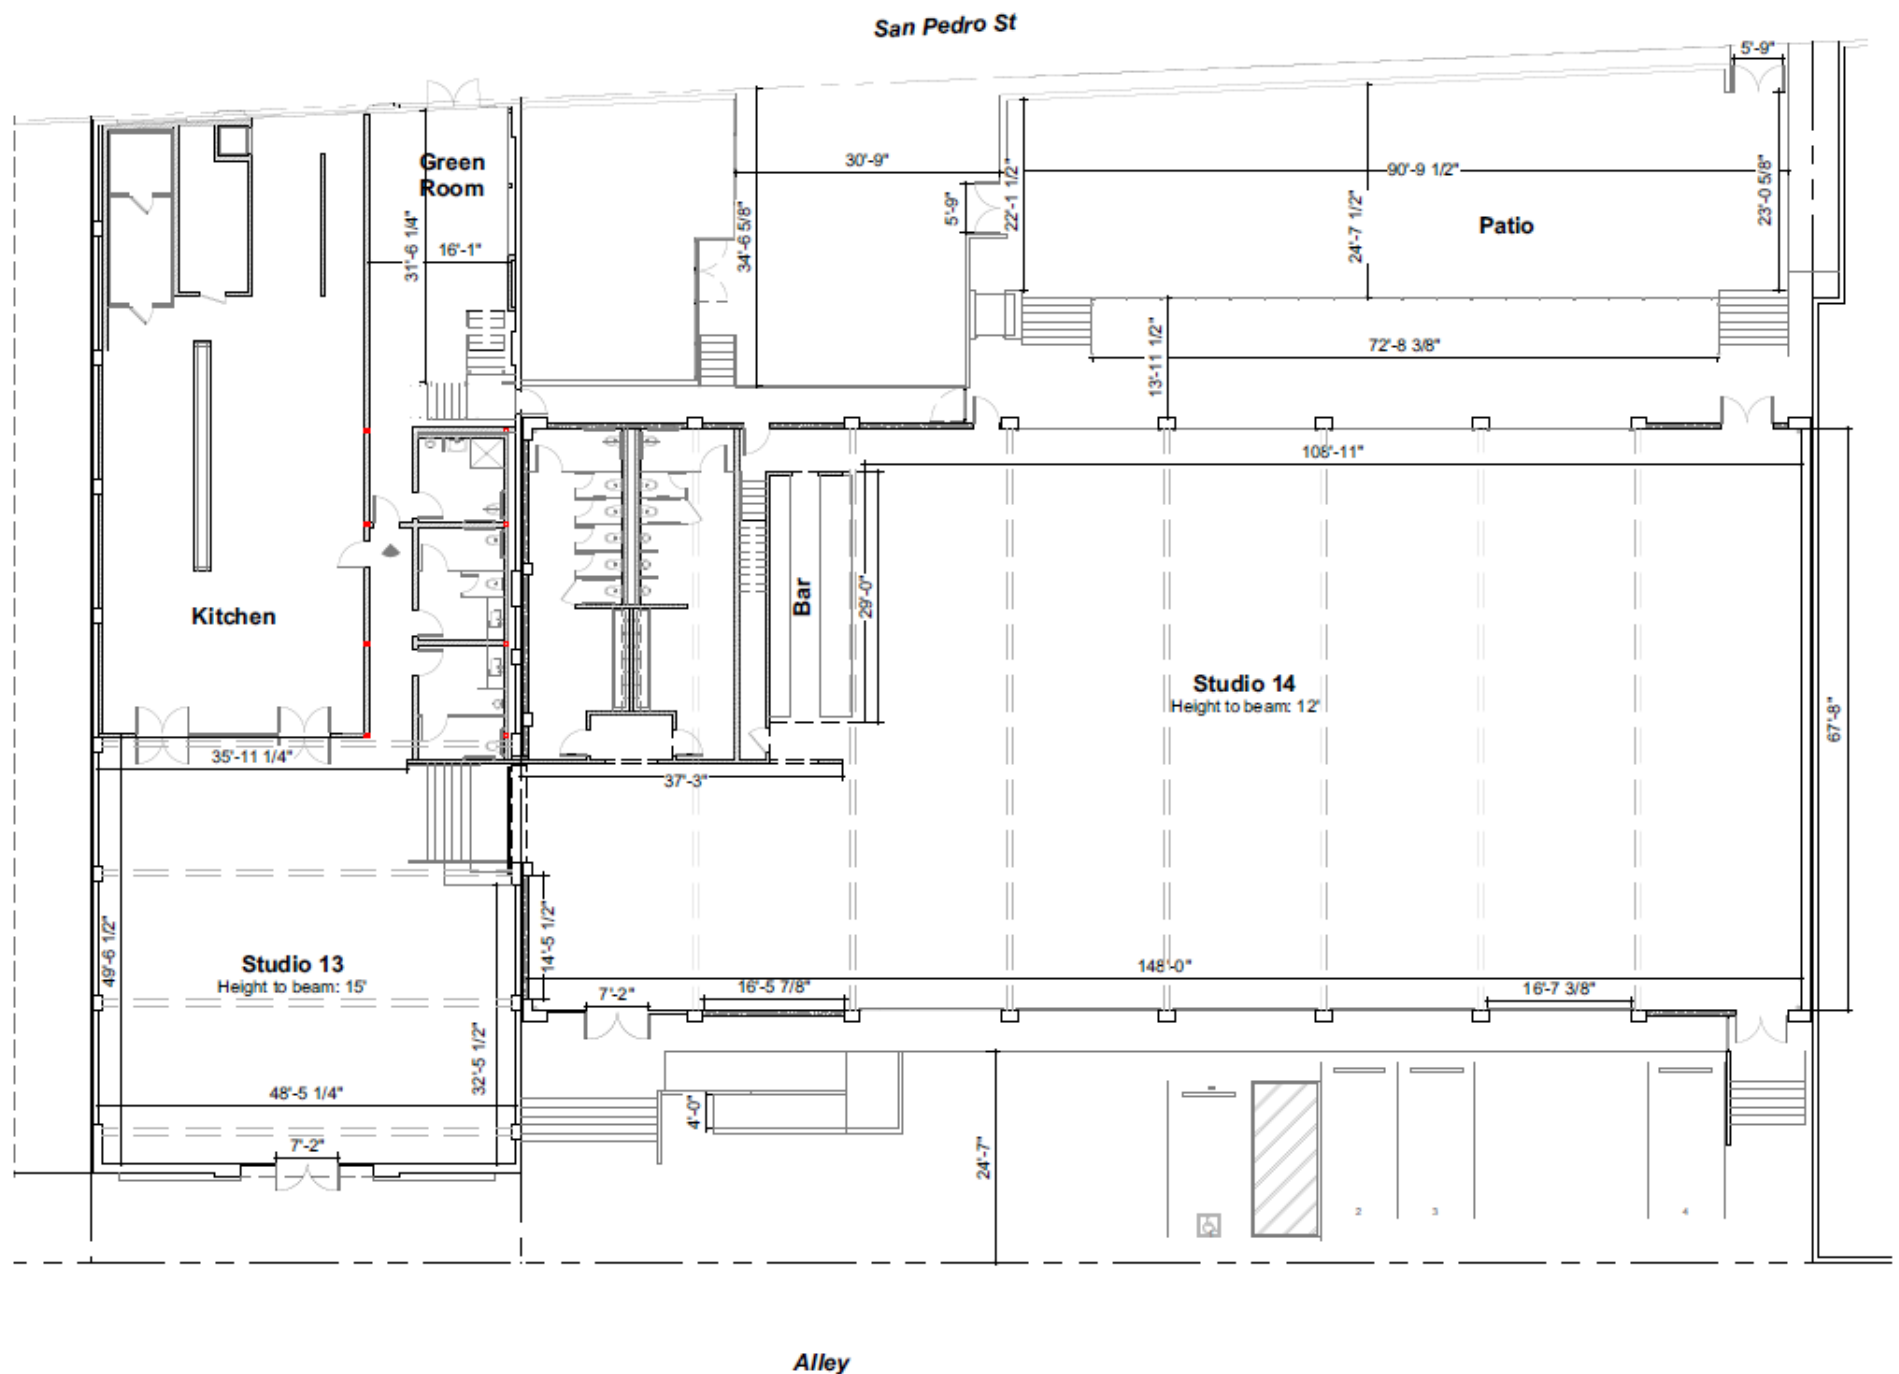 San Pedro St
5'-9"
Green
Room
30'-9"
90'-9 1/2"
22'-1 1/2"
23'-0 5/8"
5'-9"
24'-7 1/2"
Patio
31'-6 1/4"
16'-1"
34'-6 5/8"
13'-11 1/2"
72'-8 3/8"
108'-11"
Kitchen
Bar
29'-0"
Studio 14
Height to beam: 12'
67'-8"
35'-11 1/4"
37'-3"
49'-6 1/2"
14'-5 1/2"
Studio 13
Height to beam: 15'
148'-0"
7'-2"
16'-5 7/8"
16'-7 3/8"
32'-5 1/2"
48'-5 1/4"
4'-0"
7'-2"
24'-7"
2
3
4
Alley